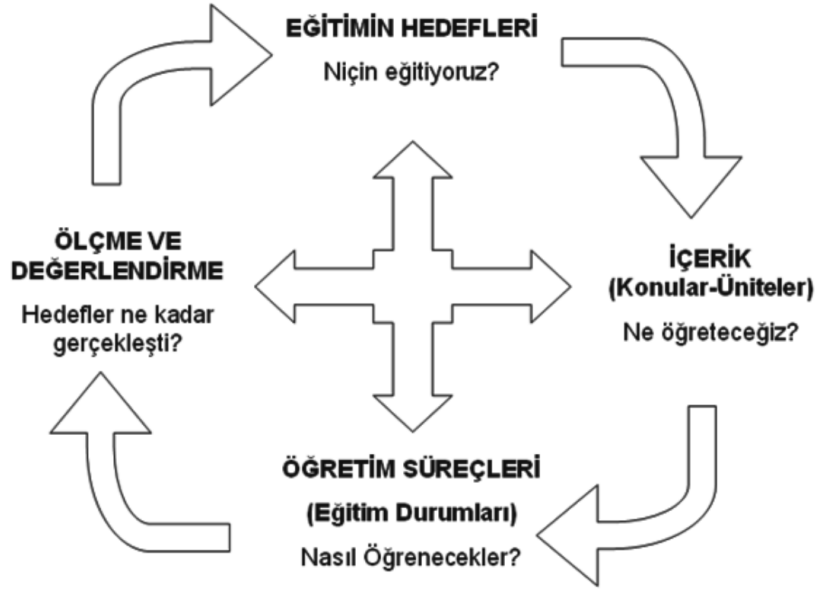 EĞİTİMİN HEDEFLERİ
Niçin eğitiyoruz?
İÇERİK
(Konular-Üniteler)
Ne öğreteceğiz?
ÖĞRETİM SÜREÇLERİ
(Eğitim Durumları)
Nasıl Öğrenecekler?
ÖLÇME VE
DEĞERLENDİRME
Hedefler ne kadar
gerçekleşti?